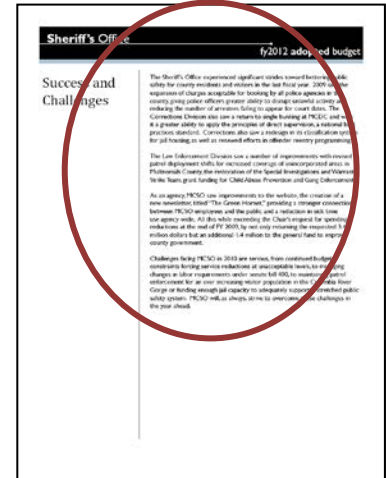 Sheriff's Office
fy2012 adopted budget
Success and
Challenges
The Sheriff's Office experienced significant strides toward bettering public
safety for county residents and visitors in the last fiscal year. 2009 saw the
expansion of charges acceptable for booking by all police agencies in the
county giving police officers greater ability to disrupt unlawful activity and
reducing the number of arrestees failing to appear for court dates. The
Corrections Division also saw a return to single bunking at MCDC and with
it a greater ability to apply the principles of direct supervision, a national best
practices standard. Corrections also saw a redesign in its classification system
for jail housing, as well as renewed efforts in offender reentry programming.
The Law Enforcement Division saw a number of improvements with revised
patrol deployment shifts for increased coverage of unincorporated areas in
Multnomah County, the restoration of the Special Investigations and Warrant
Strike Team, grant funding for Child Abuse Prevention and Gang Enforcement.
As an agency, MCSO saw improvements to the website, the creation of a
new newsletter, titled "The Green Hornet," providing a stronger connection
between MCSO employees and the public and a reduction in sick time
use agency wide. All this while exceeding the Chair's request for spending
reductions at the end of FY 2009, by not only returning the requested
million dollars but an additional 1.4 million to the general fund to improve
county government.
Challenges facing MCSO in 2010 are serious, from continued budget
constraints forcing service reductions at unacceptable levels, to
changes in labor requirements under senate bill 400, to maintaining patrol
enforcement for an ever increasing visitor population in the Columbia River
Gorge or funding enough jail capacity to adequately support a stretched public
safety system. MCSO will, as always, strive to overcome these challenges in
the year ahead.